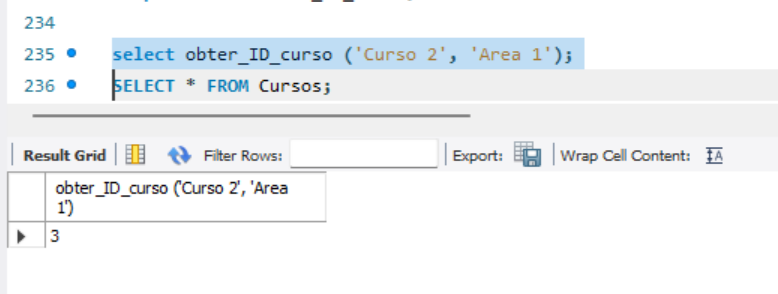 234
235 select obter_ID_curso ('Curso 2', 'Area 1');
236 SELECT * FROM Cursos;
Result Grid Filter Rows: Export: Wrap Cell Content:
obter_ID_curso ('Curso 2', 'Area
1')
3